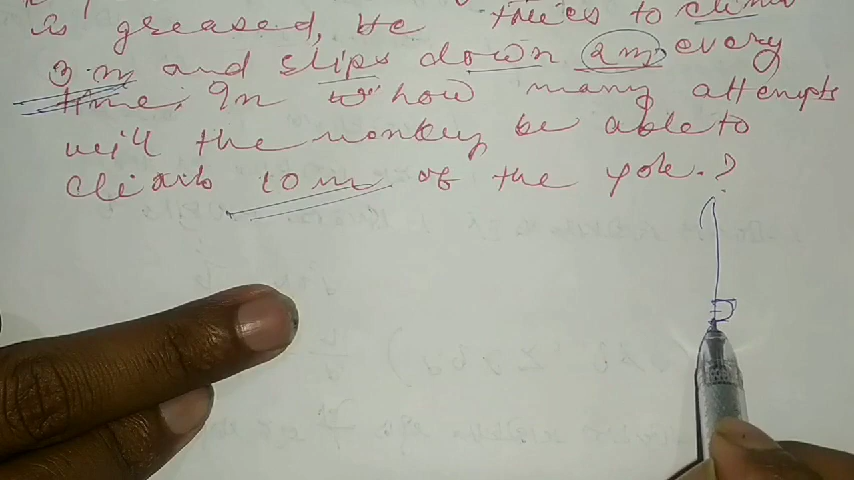 is greased, He tries to climb
3 m and slips down 2m every
time, In how many attempts
will the monkey be able to
climb 10 m of the pole.?